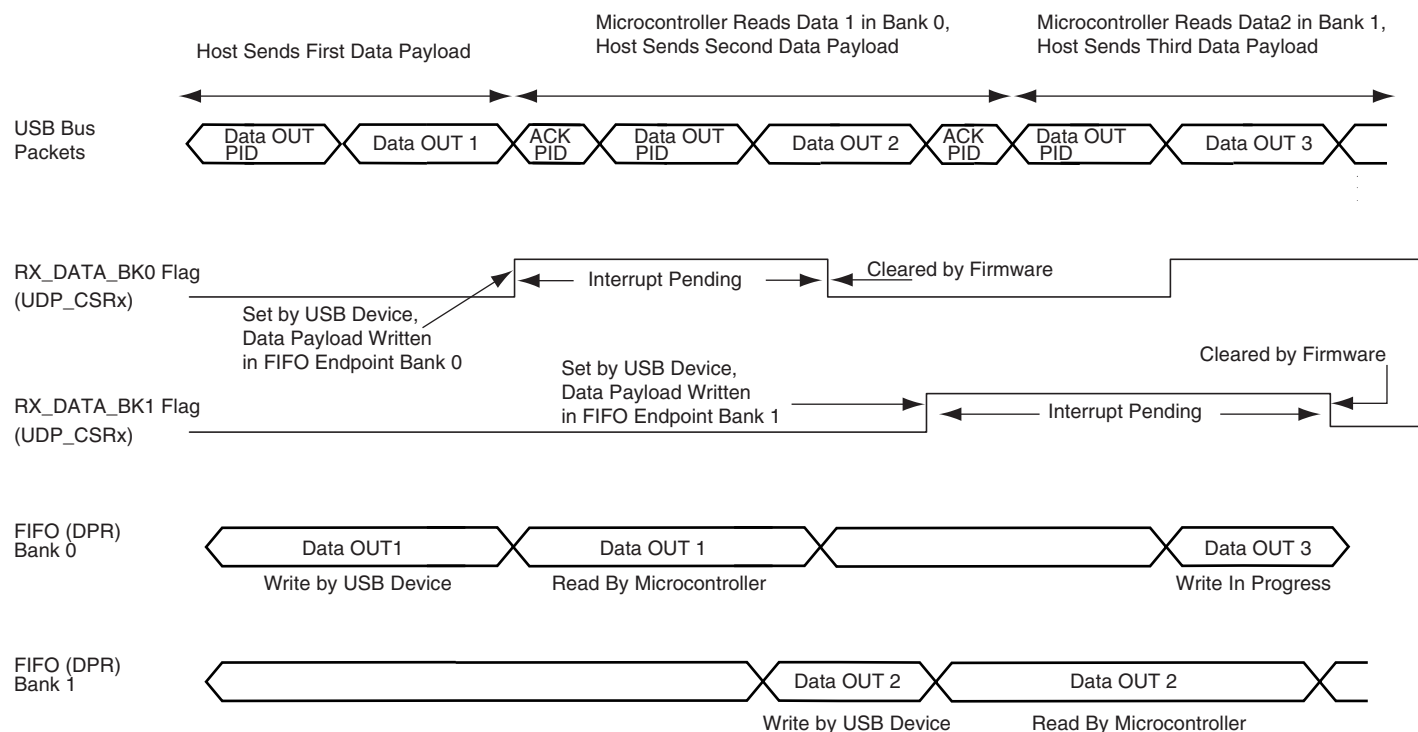 Microcontroller Reads Data 1 in Bank 0,
Host Sends Second Data Payload
Microcontroller Reads Data2 in Bank 1,
Host Sends Third Data Payload
Host Sends First Data Payload
USB Bus
Packets
Data OUT
PID
Data OUT 1
ACK
PID
Data OUT
PID
Data OUT 2
ACK
PID
Data OUT
PID
Data OUT 3
RX_DATA_BK0 Flag
(UDP_CSRx)
Interrupt Pending
Cleared by Firmware
Set by USB Device,
Data Payload Written
in FIFO Endpoint Bank 0
Cleared by Firmware
Set by USB Device,
Data Payload Written
in FIFO Endpoint Bank 1
RX_DATA_BK1 Flag
(UDP_CSRx)
Interrupt Pending
FIFO (DPR)
Bank 0
Data OUT1
Data OUT 1
Data OUT 3
Write by USB Device
Read By Microcontroller
Write In Progress
FIFO (DPR)
Bank 1
Data OUT 2
Data OUT 2
Write by USB Device
Read By Microcontroller